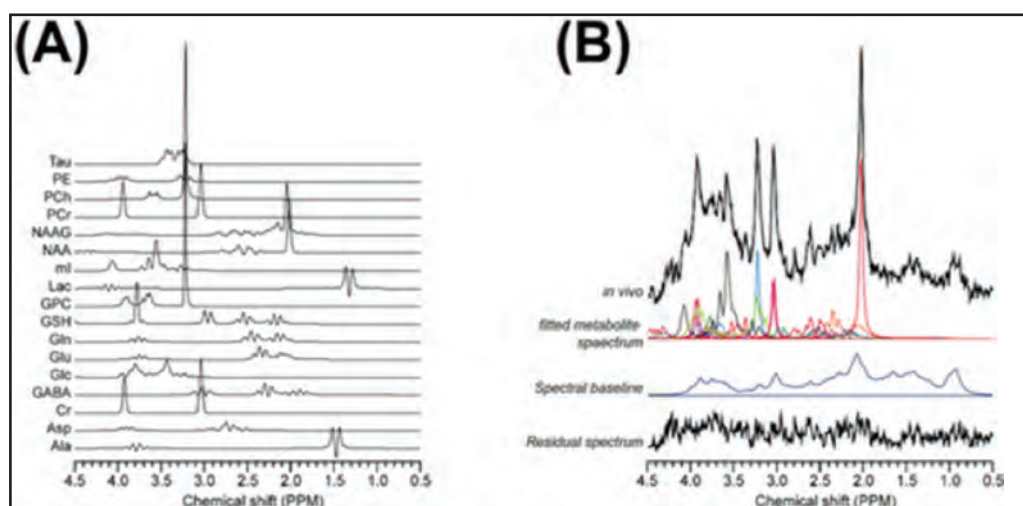 (A)
Tau
PE
PCh
PCr
NAAG
NAA
mI
Lac
GPC
GSH
Gln
Glu
Glc
GABA
Cr
Asp
Ala
4.5 4.0 3.5 3.0 2.5 2.0 1.5 1.0 0.5
Chemical shift (PPM)
(B)
in vivo
fitted metabolite
spaectrum
Spectral baseline
Residual spectrum
4.5 4.0 3.5 3.0 2.5 2.0 1.5 1.0 0.5
Chemical shift (PPM)